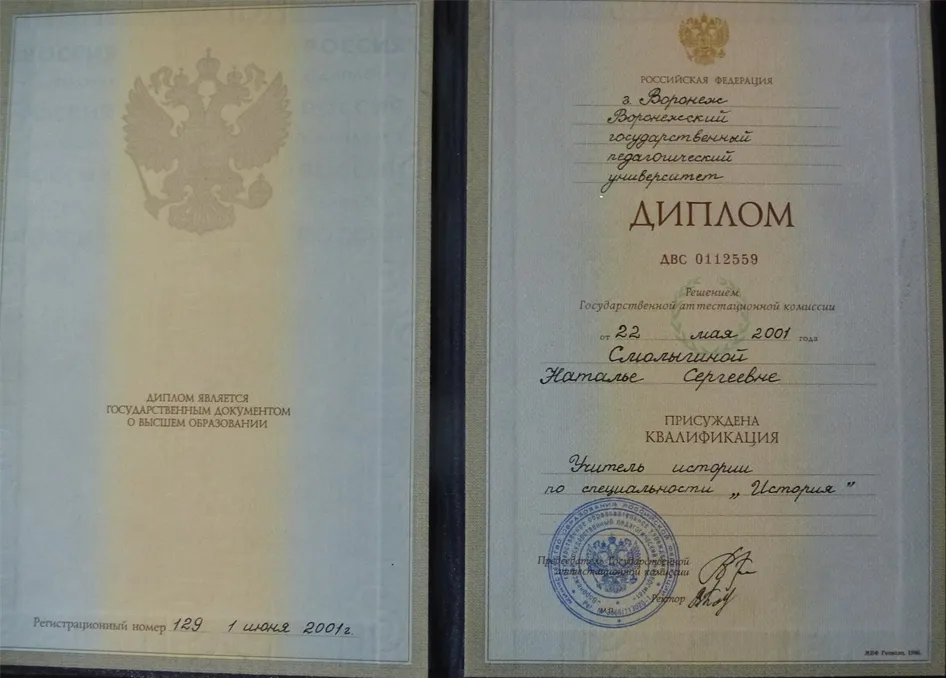 ДИПЛОМ ЯВЛЯЕТСЯ
ГОСУДАРСТВЕННЫМ ДОКУМЕНТОМ
О ВЫСШЕМ ОБРАЗОВАНИИ
Регистрационный номер 129 1 июня 2001г.
РОССИЙСКАЯ ФЕДЕРАЦИЯ
г. Воронеж
Воронежский
государственный
педагогический
университет
ДИПЛОМ
ДВС 0112559
Решением
Государственной аттестационной комиссии
от 22 мая 2001 года
Смолыгиной
Наталье Сергеевне
ПРИСУЖДЕНА
КВАЛИФИКАЦИЯ
Учитель истории
по специальности „История"
Председатель Государственной
аттестационной комиссии
Ректор